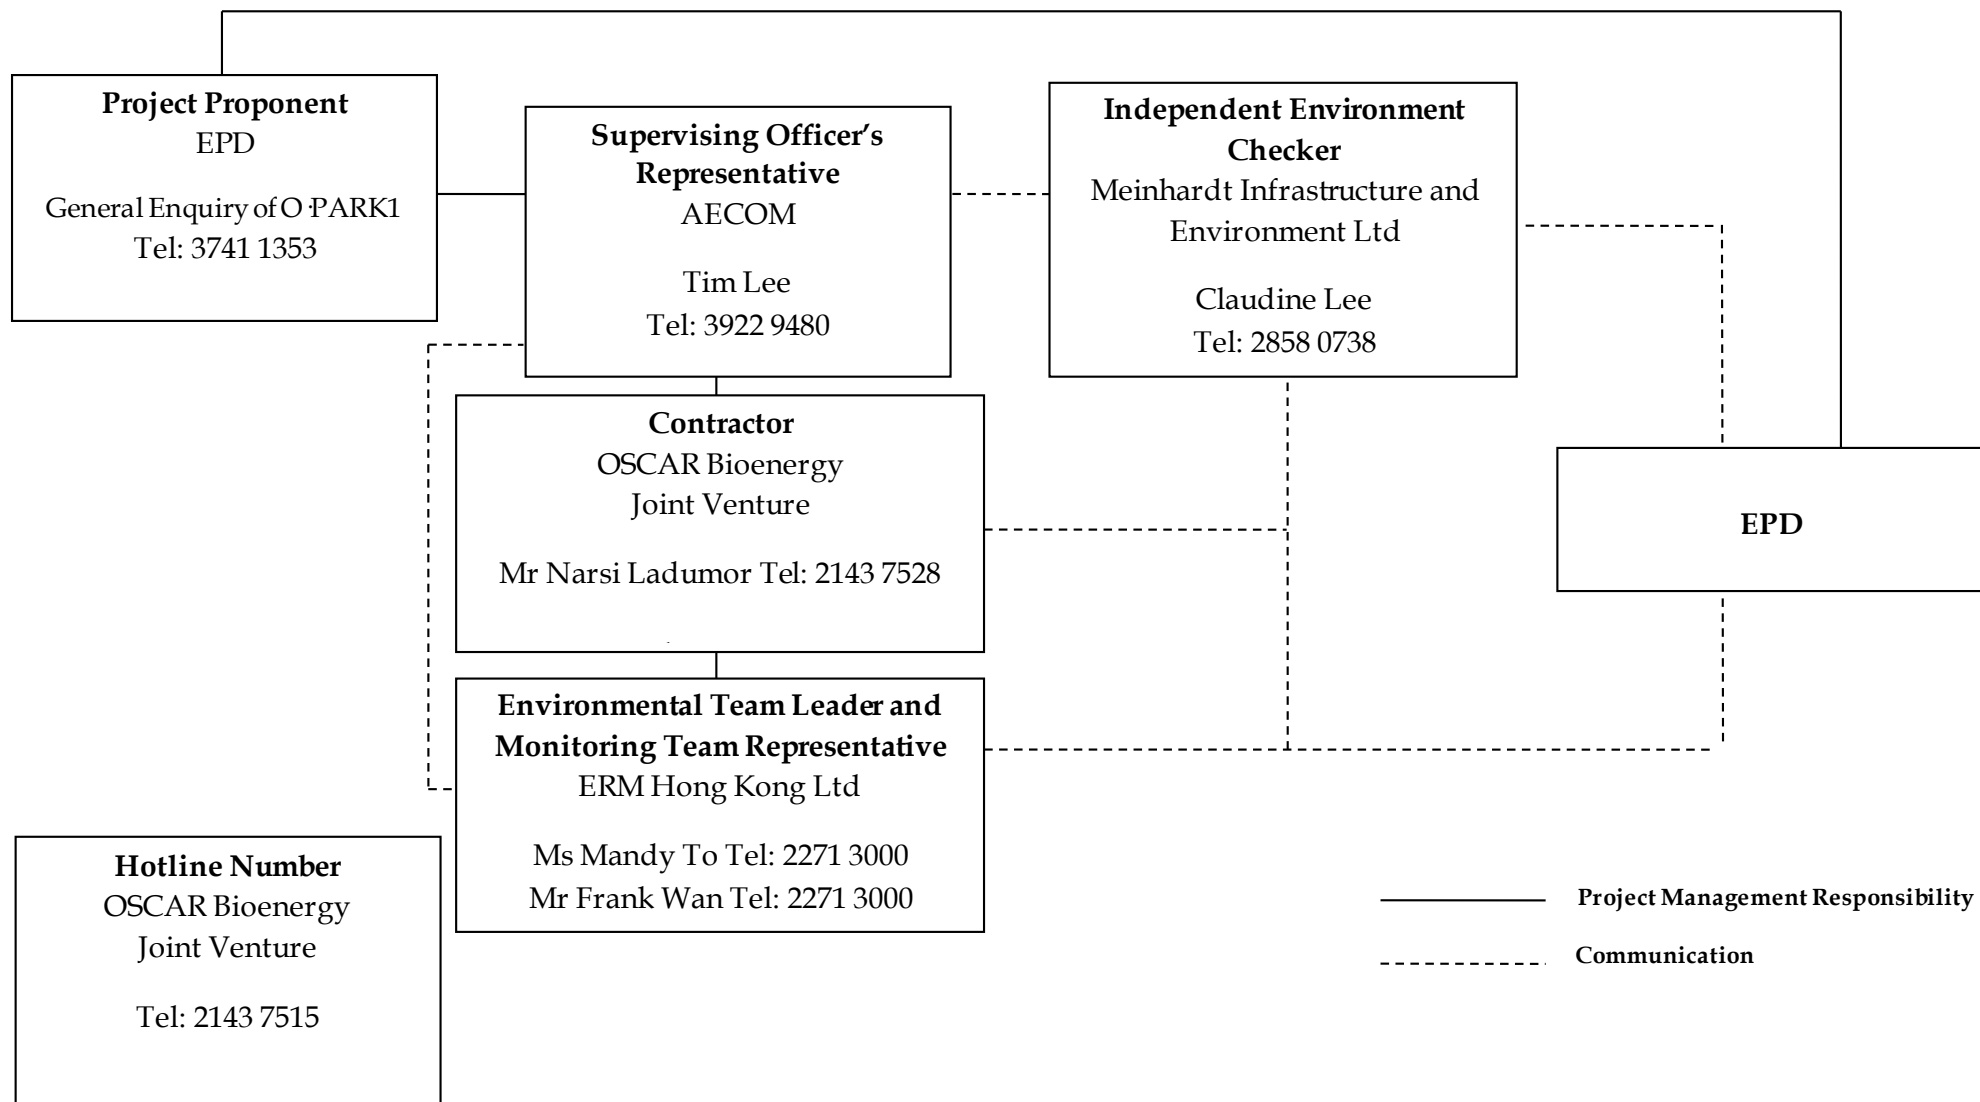 Project Proponent
EPD
General Enquiry of O·PARK1
Tel: 3741 1353
Supervising Officer’s
Representative
AECOM
Tim Lee
Tel: 3922 9480
Independent Environment
Checker
Meinhardt Infrastructure and
Environment Ltd
Claudine Lee
Tel: 2858 0738
Contractor
OSCAR Bioenergy
Joint Venture
Mr Narsi Ladumor Tel: 2143 7528
EPD
Environmental Team Leader and
Monitoring Team Representative
ERM Hong Kong Ltd
Ms Mandy To Tel: 2271 3000
Mr Frank Wan Tel: 2271 3000
Hotline Number
OSCAR Bioenergy
Joint Venture
Tel: 2143 7515
Project Management Responsibility
Communication